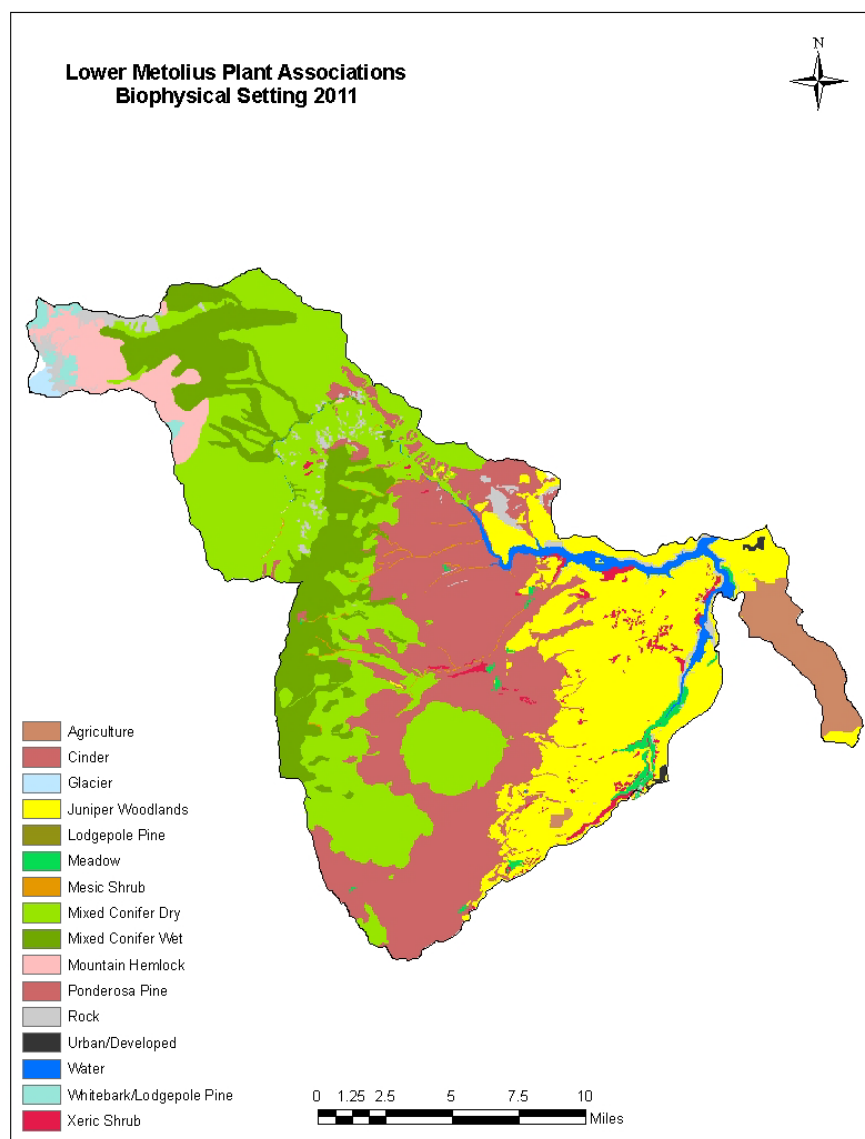 N
Lower Metolius Plant Associations
Biophysical Setting 2011
Agriculture
Cinder
Glacier
Juniper Woodlands
Lodgepole Pine
Meadow
Mesic Shrub
Mixed Conifer Dry
Mixed Conifer Wet
Mountain Hemlock
Ponderosa Pine
Rock
Urban/Developed
Water
Whitebark/Lodgepole Pine
Xeric Shrub
0 1.25 2.5 5 7.5 10
Miles